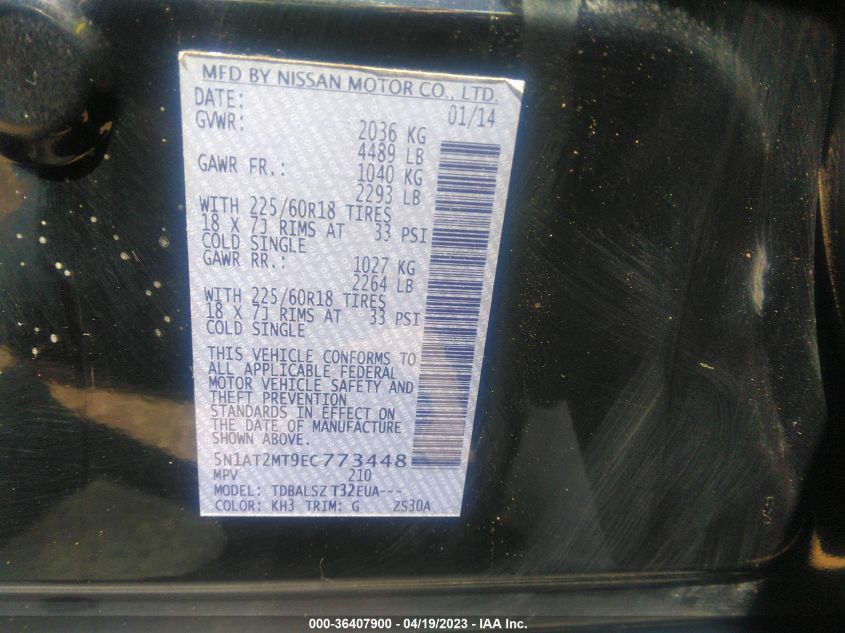 MFD BY NISSAN MOTOR CO., LTD.
DATE: 01/14
GVWR: 2036 KG
4489 LB
GAWR FR.: 1040 KG
2293 LB
WITH 225/60R18 TIRES
18 X 7J RIMS AT 33 PSI
COLD SINGLE
GAWR RR.: 1027 KG
2264 LB
WITH 225/60R18 TIRES
18 X 7J RIMS AT 33 PSI
COLD SINGLE
THIS VEHICLE CONFORMS TO
ALL APPLICABLE FEDERAL
MOTOR VEHICLE SAFETY AND
THEFT PREVENTION
STANDARDS IN EFFECT ON
THE DATE OF MANUFACTURE
SHOWN ABOVE.
5N1AT2MT9EC773448
MPV 210
MODEL: TDBALSZ T32EUA---
COLOR: KH3 TRIM: G ZS30A
000-36407900 - 04/19/2023 - IAA Inc.